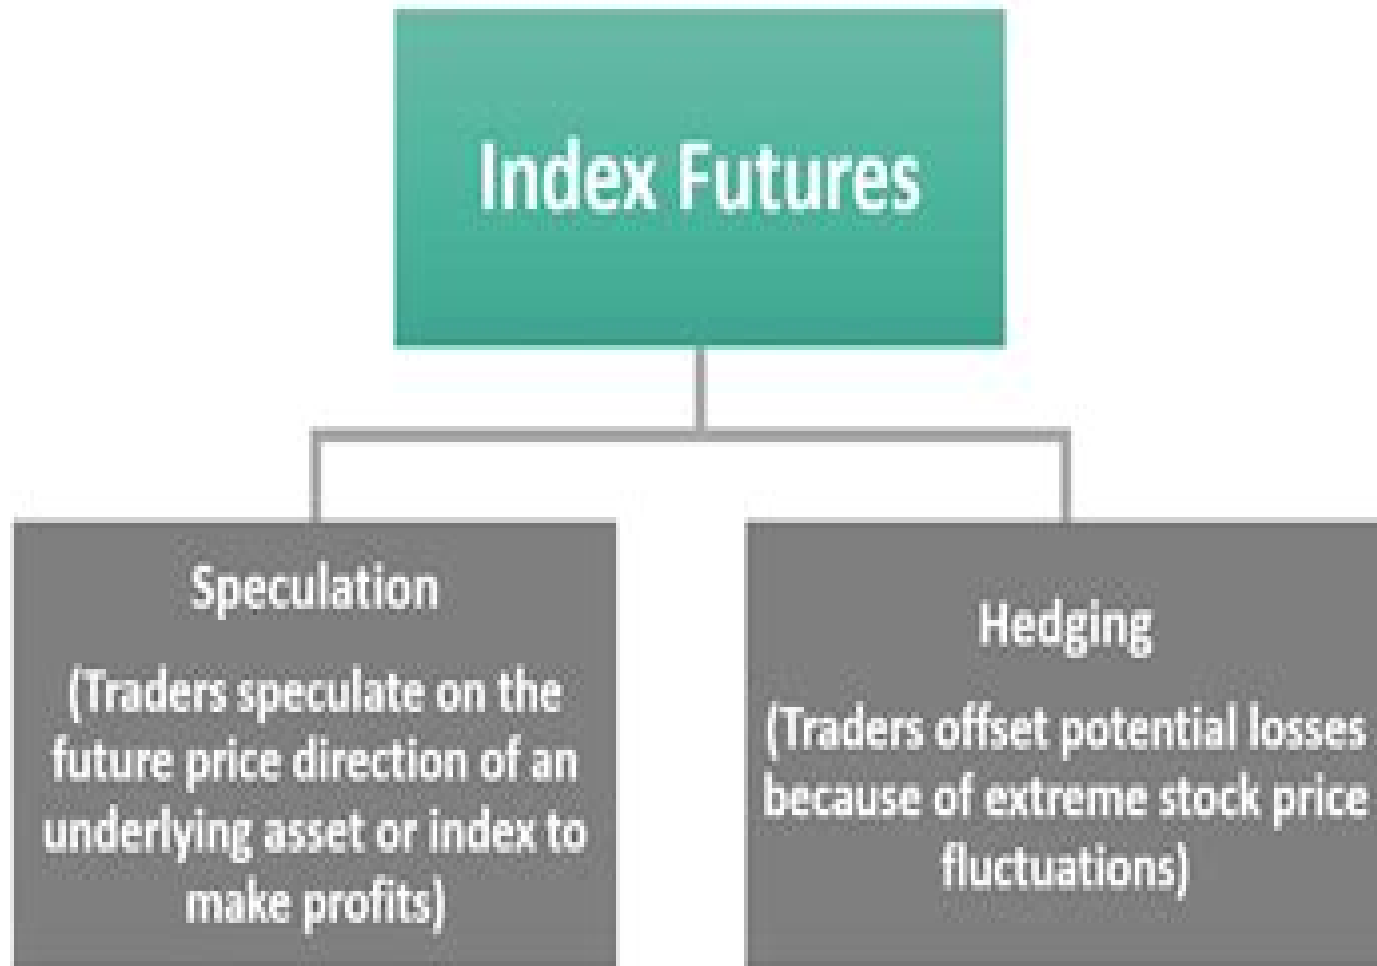 Index Futures
Speculation
(Traders speculate on the
future price direction of an
underlying asset or index to
make profits)
Hedging
(Traders offset potential losses
because of extreme stock price
fluctuations)